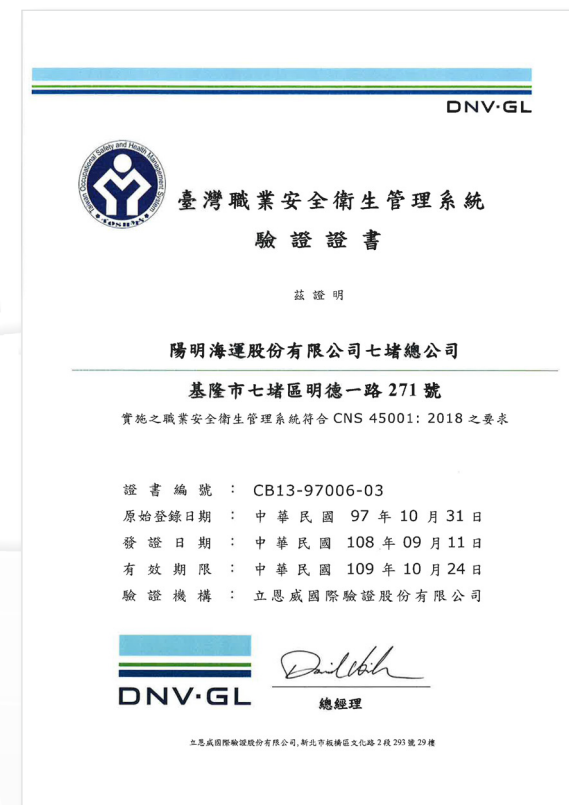 DNV·GL
Taiwan Occupational Safety and Health Management System
TOSHMS
臺灣職業安全衛生管理系統
驗證證書
茲證明
陽明海運股份有限公司七堵總公司
基隆市七堵區明德一路 271 號
實施之職業安全衛生管理系統符合 CNS 45001: 2018 之要求
證書編號 : CB13-97006-03
原始登錄日期 : 中華民國 97 年 10 月 31 日
發證日期 : 中華民國 108 年 09 月 11 日
有效期限 : 中華民國 109 年 10 月 24 日
驗證機構 : 立恩威國際驗證股份有限公司
DNV·GL
總經理
立恩威國際驗證股份有限公司, 新北市板橋區文化路 2 段 293 號 29 樓